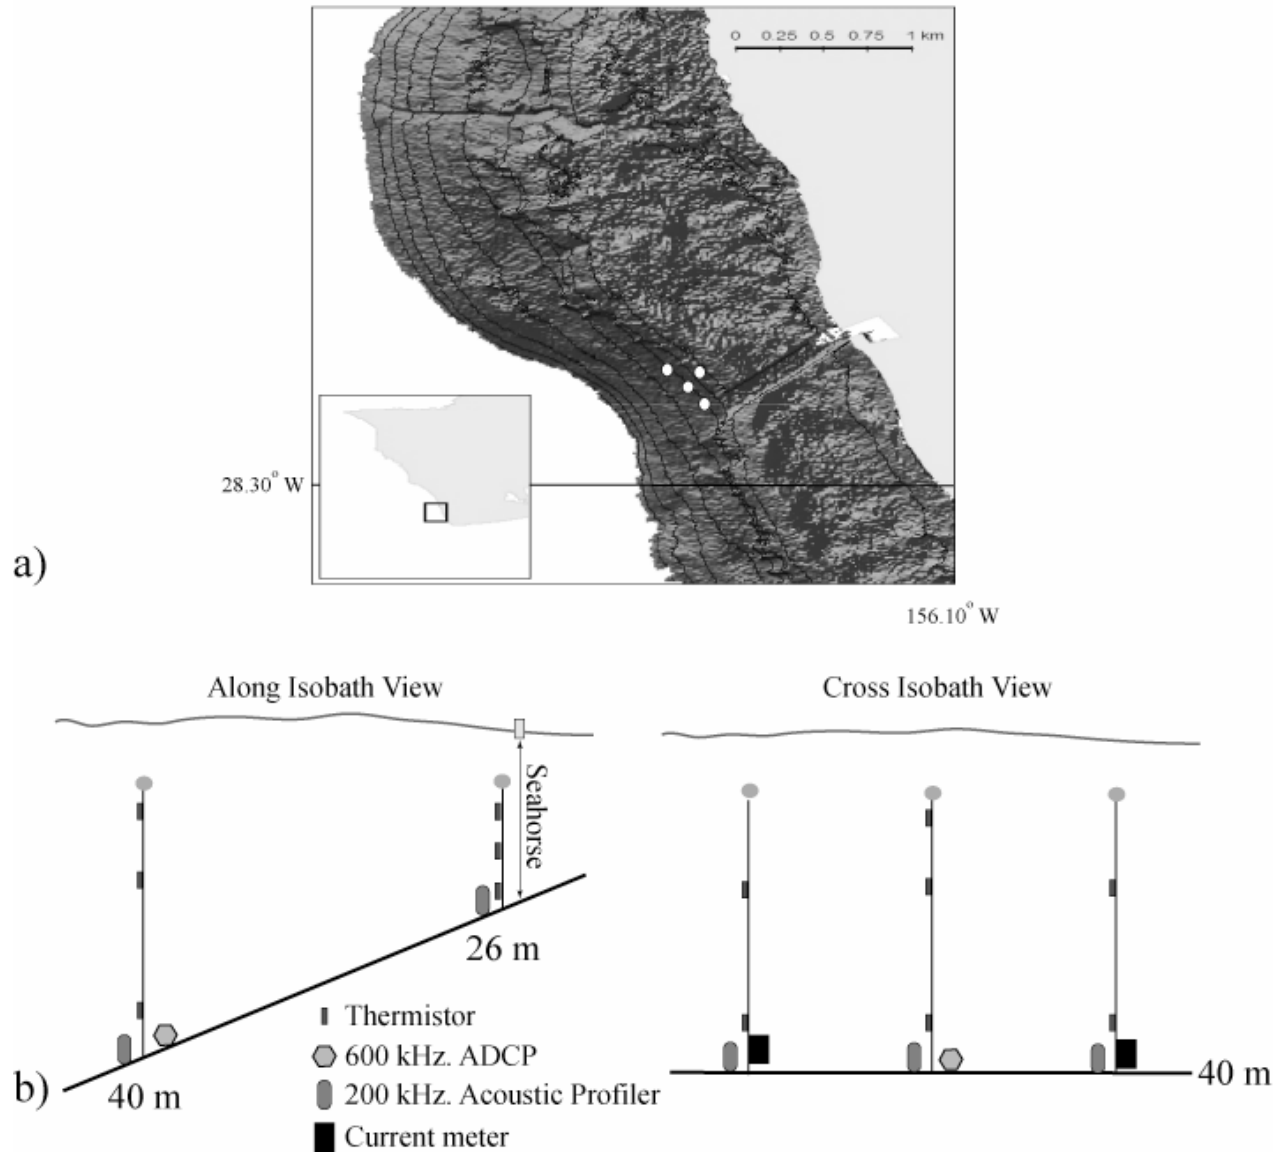 a)
0 0.25 0.5 0.75 1 km
28.30° W
156.10° W
b)
Along Isobath View
Seahorse
26 m
40 m
Thermistor
600 kHz. ADCP
200 kHz. Acoustic Profiler
Current meter
Cross Isobath View
40 m